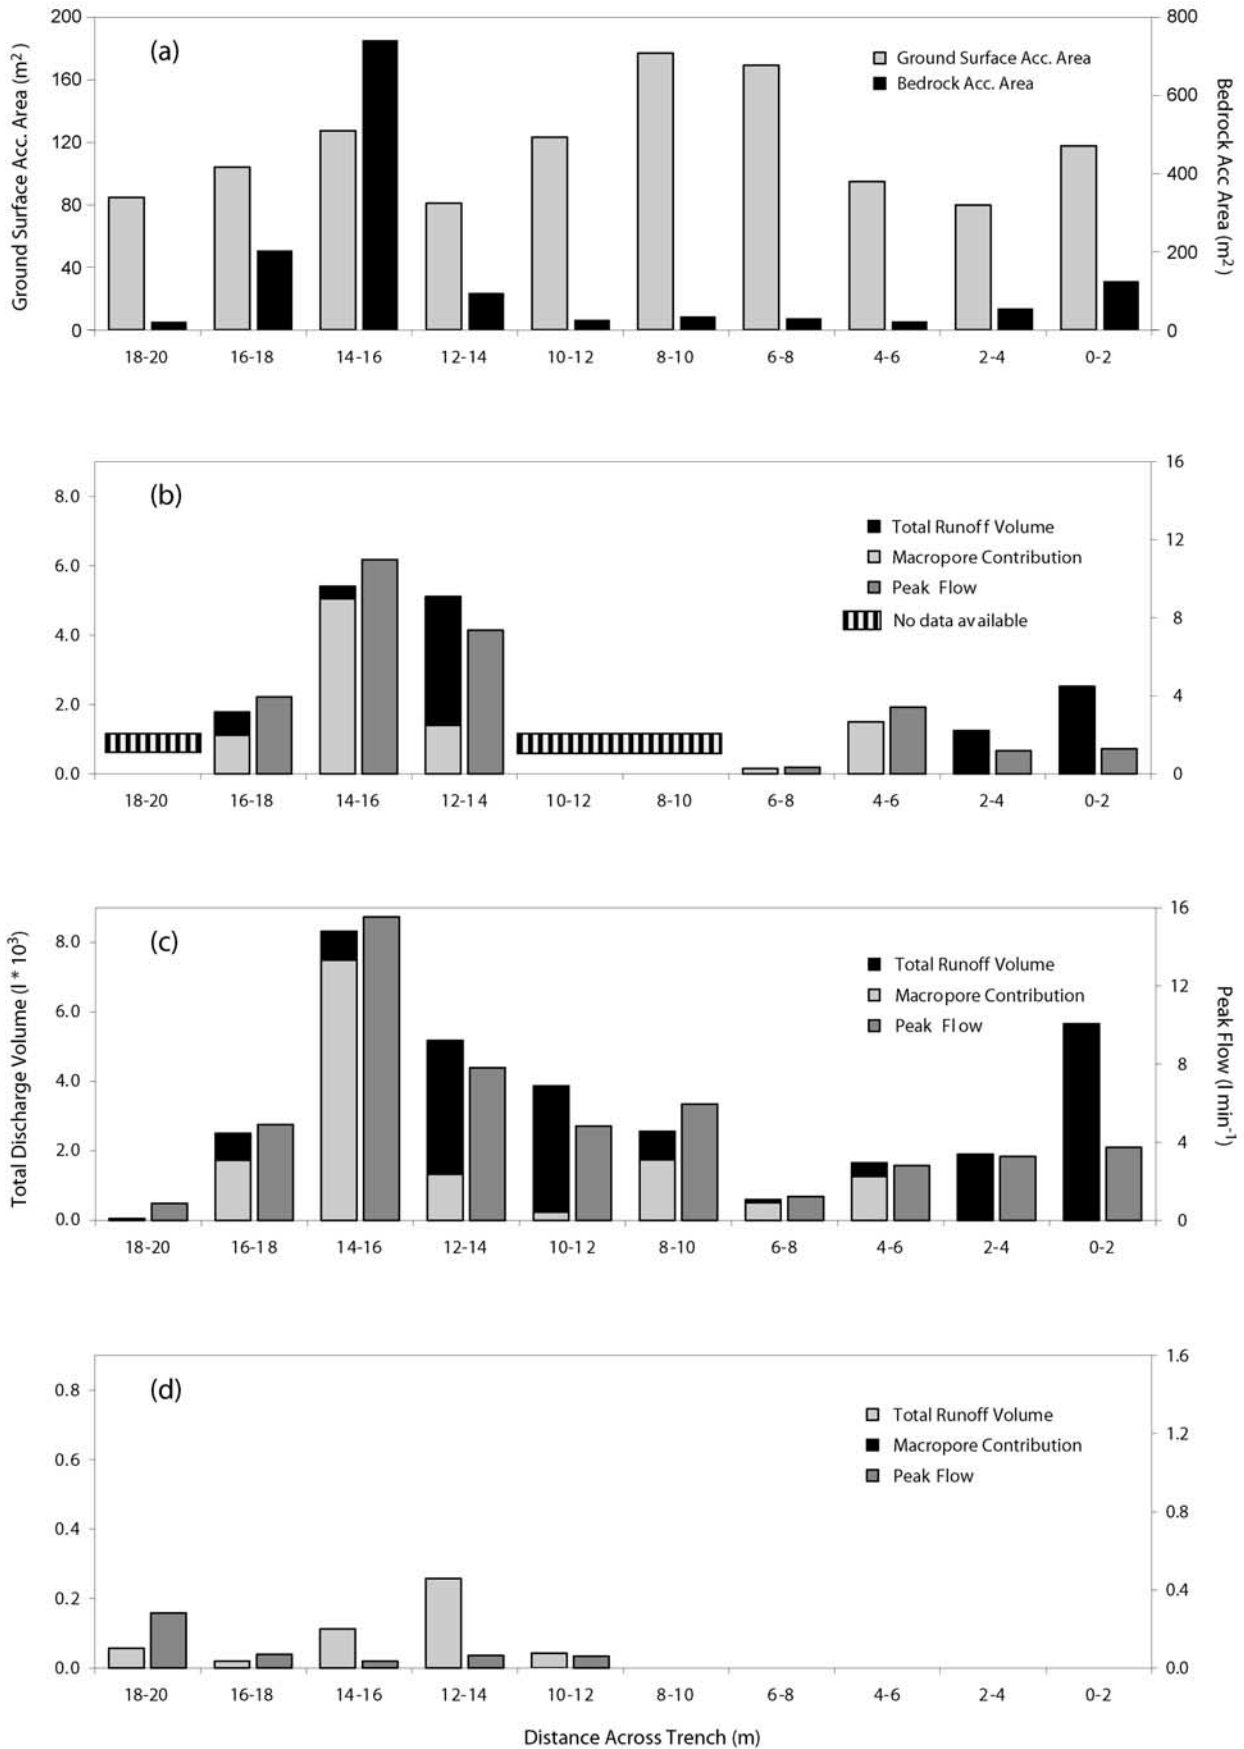 200
160
120
80
40
0
Ground Surface Acc. Area (m²)
(a)
Ground Surface Acc. Area
Bedrock Acc. Area
800
600
400
200
0
Bedrock Acc Area (m²)
18-20 16-18 14-16 12-14 10-12 8-10 6-8 4-6 2-4 0-2
8.0
6.0
4.0
2.0
0.0
(b)
Total Runoff Volume
Macropore Contribution
Peak Flow
No data available
16
12
8
4
0
18-20 16-18 14-16 12-14 10-12 8-10 6-8 4-6 2-4 0-2
Total Discharge Volume (l * 10³)
8.0
6.0
4.0
2.0
0.0
(c)
Total Runoff Volume
Macropore Contribution
Peak Flow
16
12
8
4
0
Peak Flow (l min⁻¹)
18-20 16-18 14-16 12-14 10-12 8-10 6-8 4-6 2-4 0-2
0.8
0.6
0.4
0.2
0.0
(d)
Total Runoff Volume
Macropore Contribution
Peak Flow
1.6
1.2
0.8
0.4
0.0
18-20 16-18 14-16 12-14 10-12 8-10 6-8 4-6 2-4 0-2
Distance Across Trench (m)